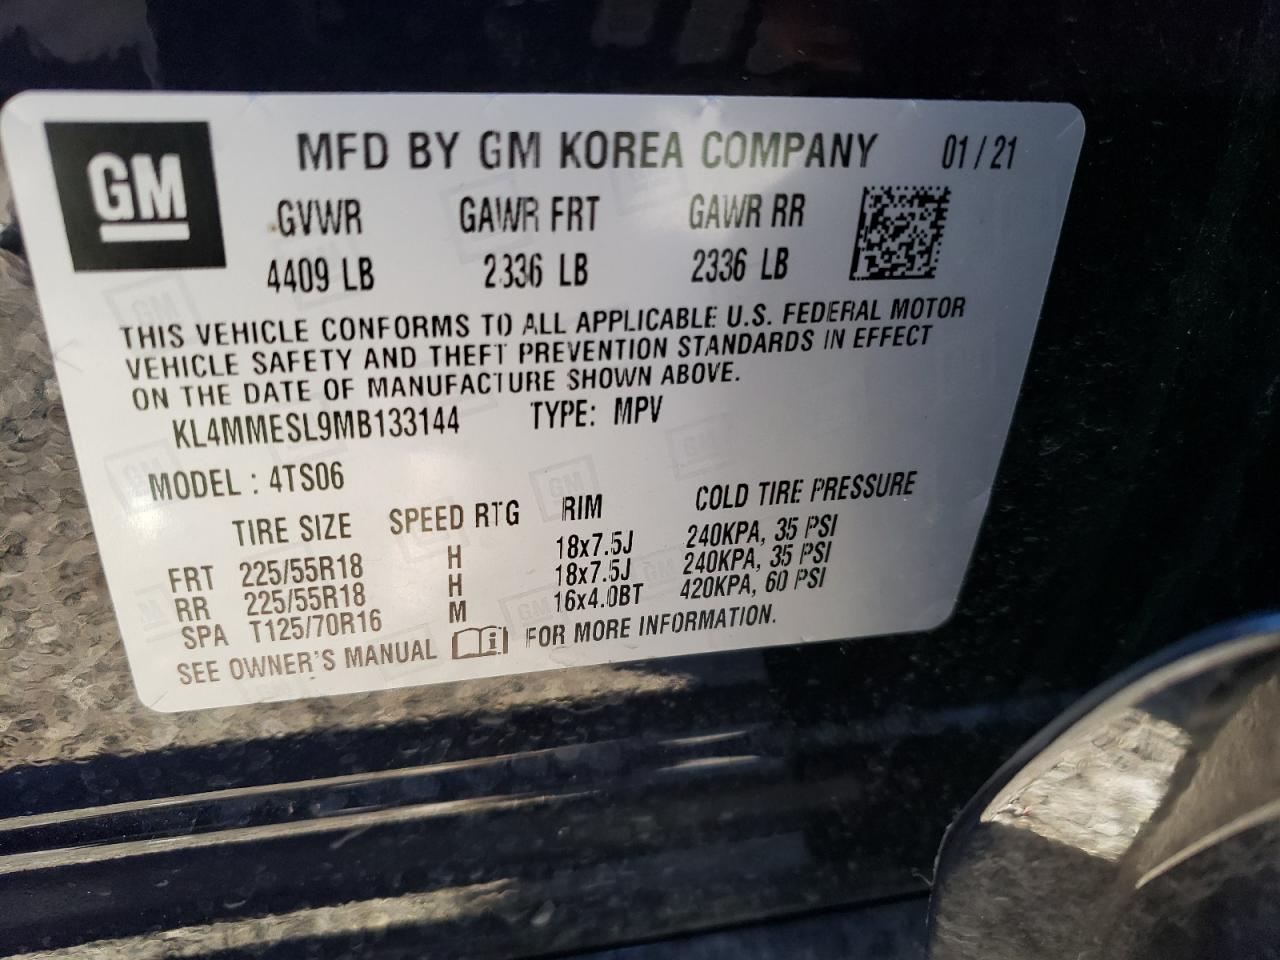 GM MFD BY GM KOREA COMPANY 01/21
GVWR GAWR FRT GAWR RR
4409 LB 2336 LB 2336 LB
THIS VEHICLE CONFORMS TO ALL APPLICABLE U.S. FEDERAL MOTOR
VEHICLE SAFETY AND THEFT PREVENTION STANDARDS IN EFFECT
ON THE DATE OF MANUFACTURE SHOWN ABOVE.
KL4MMESL9MB133144 TYPE: MPV
MODEL : 4TS06
TIRE SIZE SPEED RTG RIM COLD TIRE PRESSURE
FRT 225/55R18 H 18x7.5J 240KPA, 35 PSI
RR 225/55R18 H 18x7.5J 240KPA, 35 PSI
SPA T125/70R16 M 16x4.0BT 420KPA, 60 PSI
SEE OWNER'S MANUAL i FOR MORE INFORMATION.